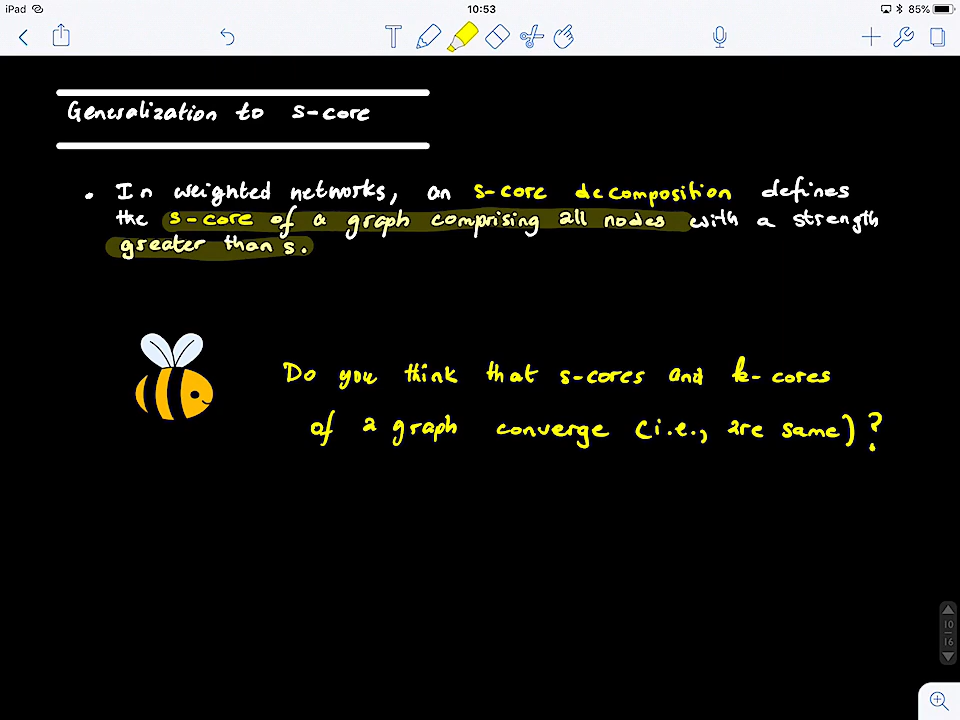 iPad 10:53 85%
T
Generalization to s-core
• In weighted networks, an s-core decomposition defines
the s-core of a graph comprising all nodes with a strength
greater than s.
Do you think that s-cores and k-cores
of a graph converge (i.e., are same)?
10
16